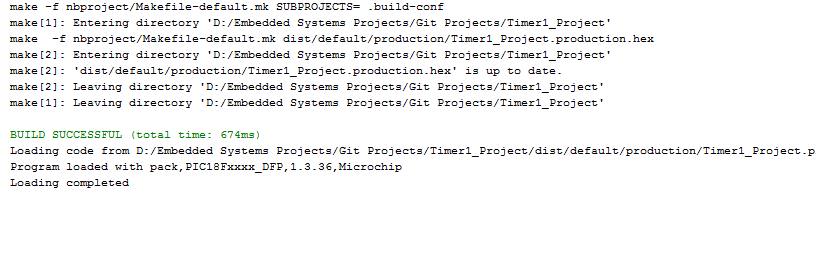 make -f nbproject/Makefile-default.mk SUBPROJECTS= .build-conf
make[1]: Entering directory 'D:/Embedded Systems Projects/Git Projects/Timer1_Project'
make  -f nbproject/Makefile-default.mk dist/default/production/Timer1_Project.production.hex
make[2]: Entering directory 'D:/Embedded Systems Projects/Git Projects/Timer1_Project'
make[2]: 'dist/default/production/Timer1_Project.production.hex' is up to date.
make[2]: Leaving directory 'D:/Embedded Systems Projects/Git Projects/Timer1_Project'
make[1]: Leaving directory 'D:/Embedded Systems Projects/Git Projects/Timer1_Project'
BUILD SUCCESSFUL (total time: 674ms)
Loading code from D:/Embedded Systems Projects/Git Projects/Timer1_Project/dist/default/production/Timer1_Project.p
Program loaded with pack,PIC18Fxxxx_DFP,1.3.36,Microchip
Loading completed